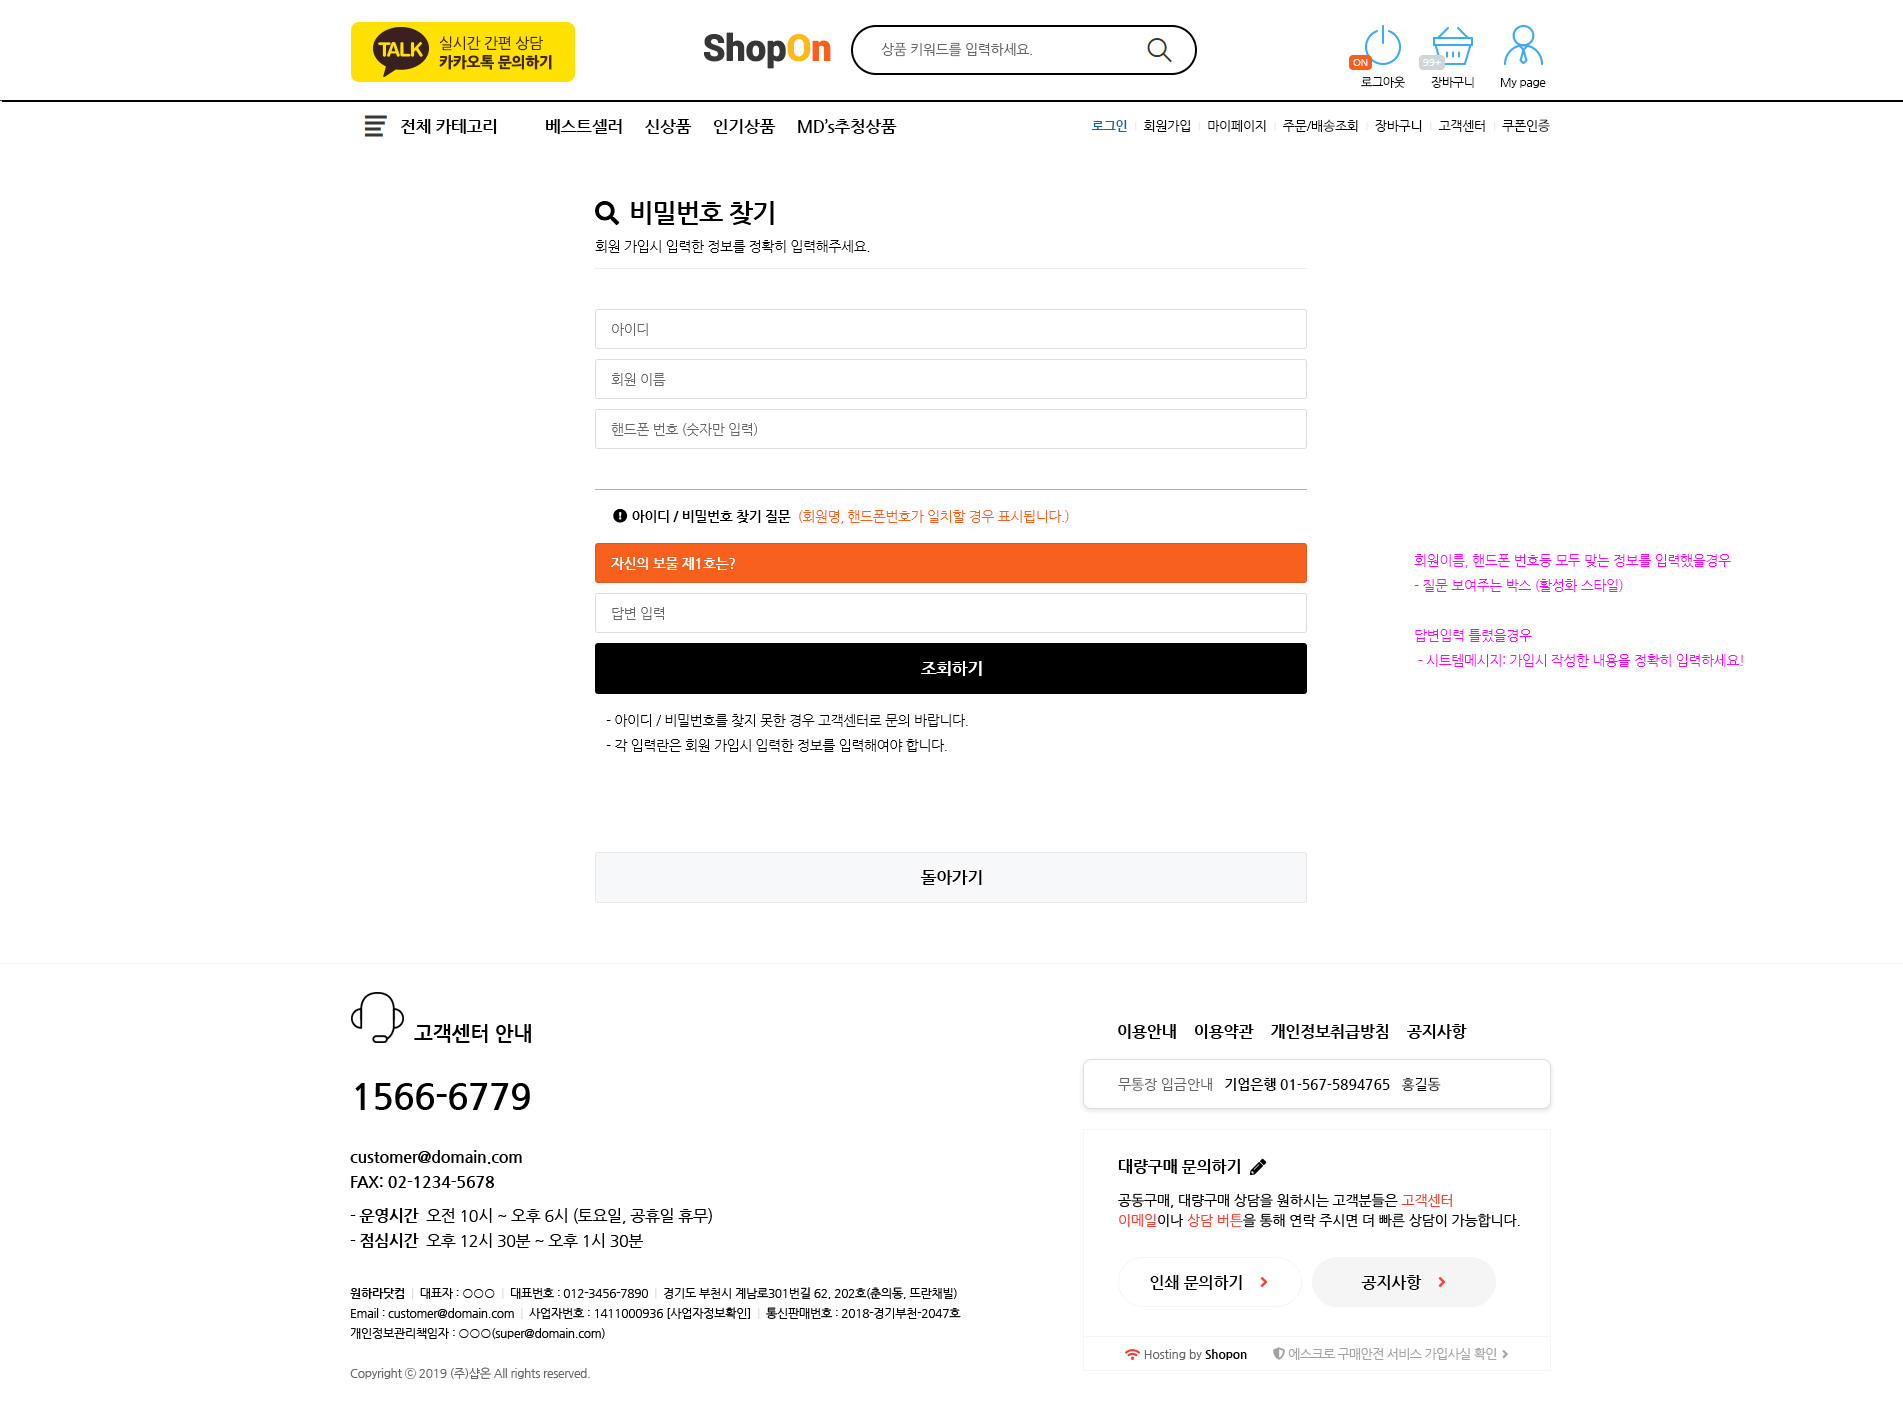 TALK 실시간 간편 상담
카카오톡 문의하기
ShopOn
상품 키워드를 입력하세요.
ON 99+
로그아웃 장바구니 My page
전체 카테고리 베스트셀러 신상품 인기상품 MD's추청상품
로그인 회원가입 마이페이지 주문/배송조회 장바구니 고객센터 쿠폰인증
비밀번호 찾기
회원 가입시 입력한 정보를 정확히 입력해주세요.
아이디
회원 이름
핸드폰 번호 (숫자만 입력)
아이디 / 비밀번호 찾기 질문 (회원명, 핸드폰번호가 일치할 경우 표시됩니다.)
자신의 보물 제1호는?
답변 입력
조회하기
회원이름, 핸드폰 번호등 모두 맞는 정보를 입력했을경우
- 질문 보여주는 박스 (활성화 스타일)
답변입력 틀렸을경우
- 시트템메시지: 가입시 작성한 내용을 정확히 입력하세요!
- 아이디 / 비밀번호를 찾지 못한 경우 고객센터로 문의 바랍니다.
- 각 입력란은 회원 가입시 입력한 정보를 입력해여야 합니다.
돌아가기
고객센터 안내
1566-6779
customer@domain.com
FAX: 02-1234-5678
- 운영시간 오전 10시 ~ 오후 6시 (토요일, 공휴일 휴무)
- 점심시간 오후 12시 30분 ~ 오후 1시 30분
원하라닷컴 | 대표자 : ○○○ | 대표번호 : 012-3456-7890 | 경기도 부천시 계남로301번길 62, 202호(춘의동, 뜨란채빌)
Email : customer@domain.com | 사업자번호 : 1411000936 [사업자정보확인] | 통신판매번호 : 2018-경기부천-2047호
개인정보관리책임자 : ○○○(super@domain.com)
Copyright ⓒ 2019 (주)샵온 All rights reserved.
이용안내 이용약관 개인정보취급방침 공지사항
무통장 입금안내 기업은행 01-567-5894765 홍길동
대량구매 문의하기
공동구매, 대량구매 상담을 원하시는 고객분들은 고객센터
이메일이나 상담 버튼을 통해 연락 주시면 더 빠른 상담이 가능합니다.
인쇄 문의하기 공지사항
Hosting by Shopon 에스크로 구매안전 서비스 가입사실 확인